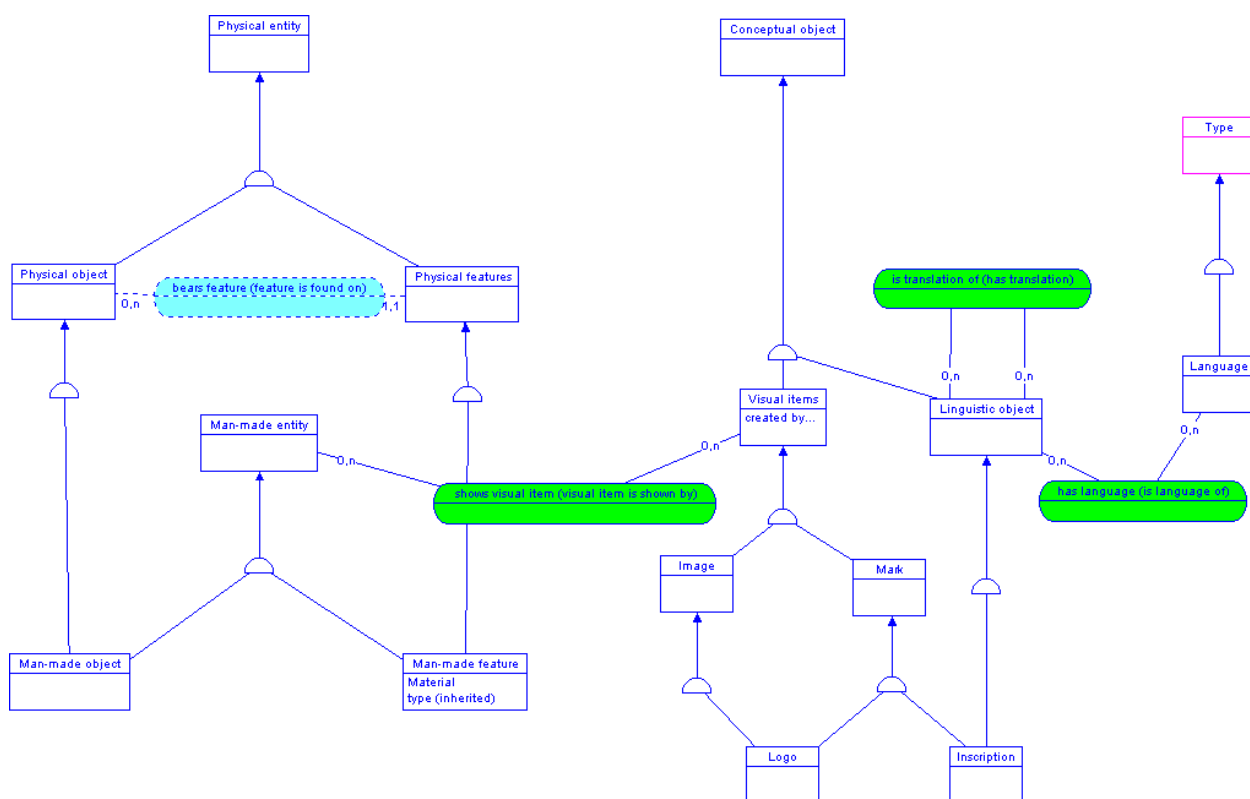 Physical entity
Conceptual object
Type
Physical object
bears feature (feature is found on)
Physical features
0,n
1,1
is translation of (has translation)
Language
0,n
0,n
Visual items
created by...
Linguistic object
Man-made entity
0,n
0,n
0,n
0,n
shows visual item (visual item is shown by)
has language (is language of)
Image
Mark
Man-made object
Man-made feature
Material
type (inherited)
Logo
Inscription